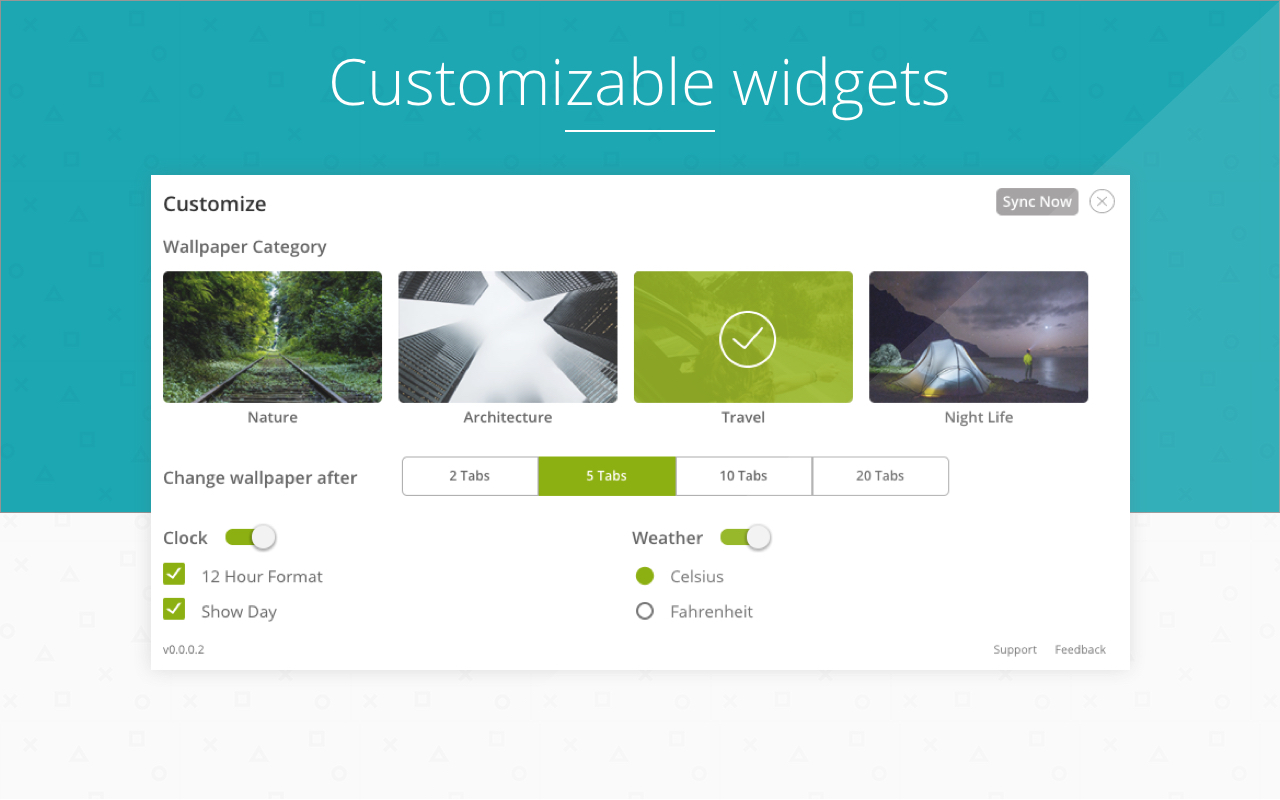 Customizable widgets
Customize
Sync Now
Wallpaper Category
Nature
Architecture
Travel
Night Life
Change wallpaper after
2 Tabs
5 Tabs
10 Tabs
20 Tabs
Clock
Weather
12 Hour Format
Celsius
Show Day
Fahrenheit
v0.0.0.2
Support
Feedback